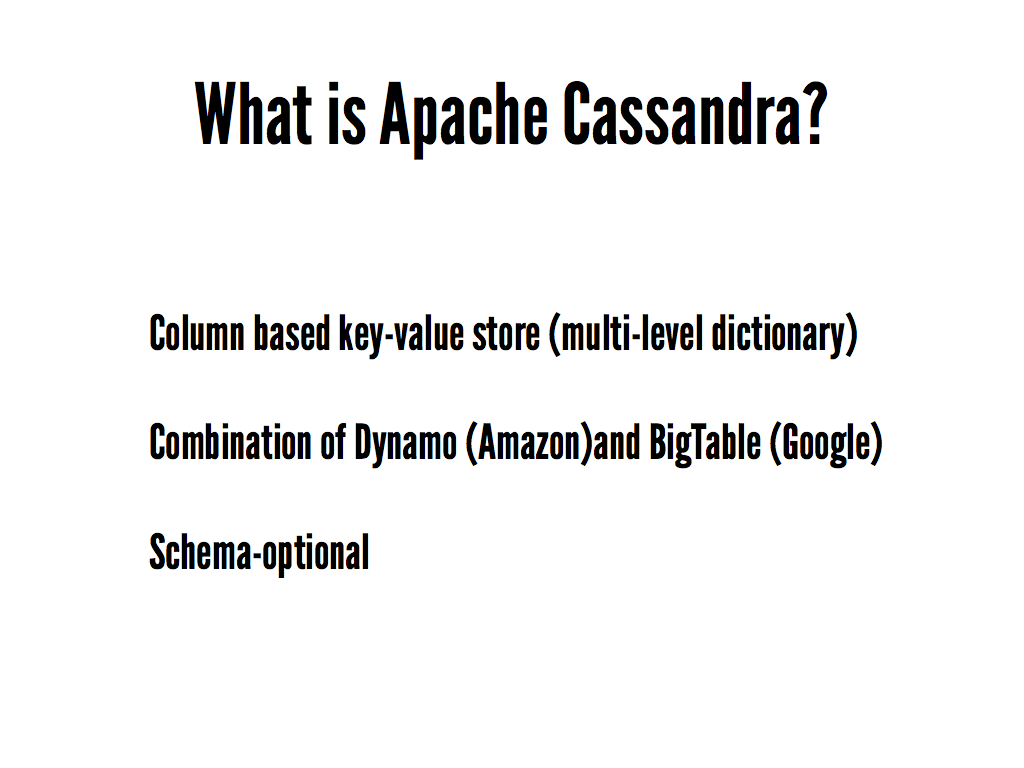 What is Apache Cassandra?
Column based key-value store (multi-level dictionary)
Combination of Dynamo (Amazon)and BigTable (Google)
Schema-optional